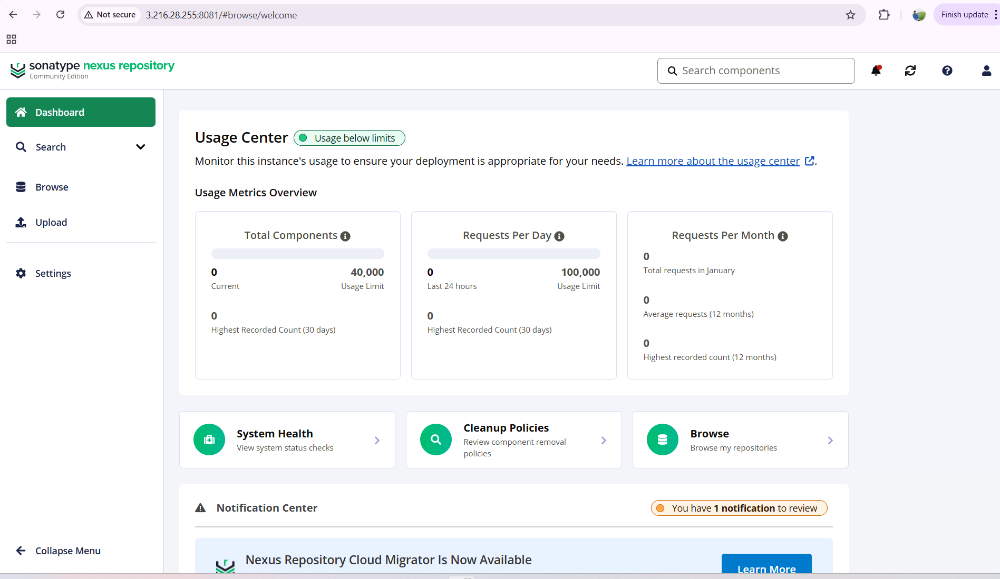 Not secure 3.216.28.255:8081/#browse/welcome Finish update
sonatype nexus repository
Community Edition
Search components
Dashboard
Search
Browse
Upload
Settings
Collapse Menu
Usage Center Usage below limits
Monitor this instance's usage to ensure your deployment is appropriate for your needs. Learn more about the usage center.
Usage Metrics Overview
Total Components
0 40,000
Current Usage Limit
0
Highest Recorded Count (30 days)
Requests Per Day
0 100,000
Last 24 hours Usage Limit
0
Highest Recorded Count (30 days)
Requests Per Month
0
Total requests in January
0
Average requests (12 months)
0
Highest recorded count (12 months)
System Health
View system status checks
Cleanup Policies
Review component removal
policies
Browse
Browse my repositories
Notification Center You have 1 notification to review
Nexus Repository Cloud Migrator Is Now Available
Learn More